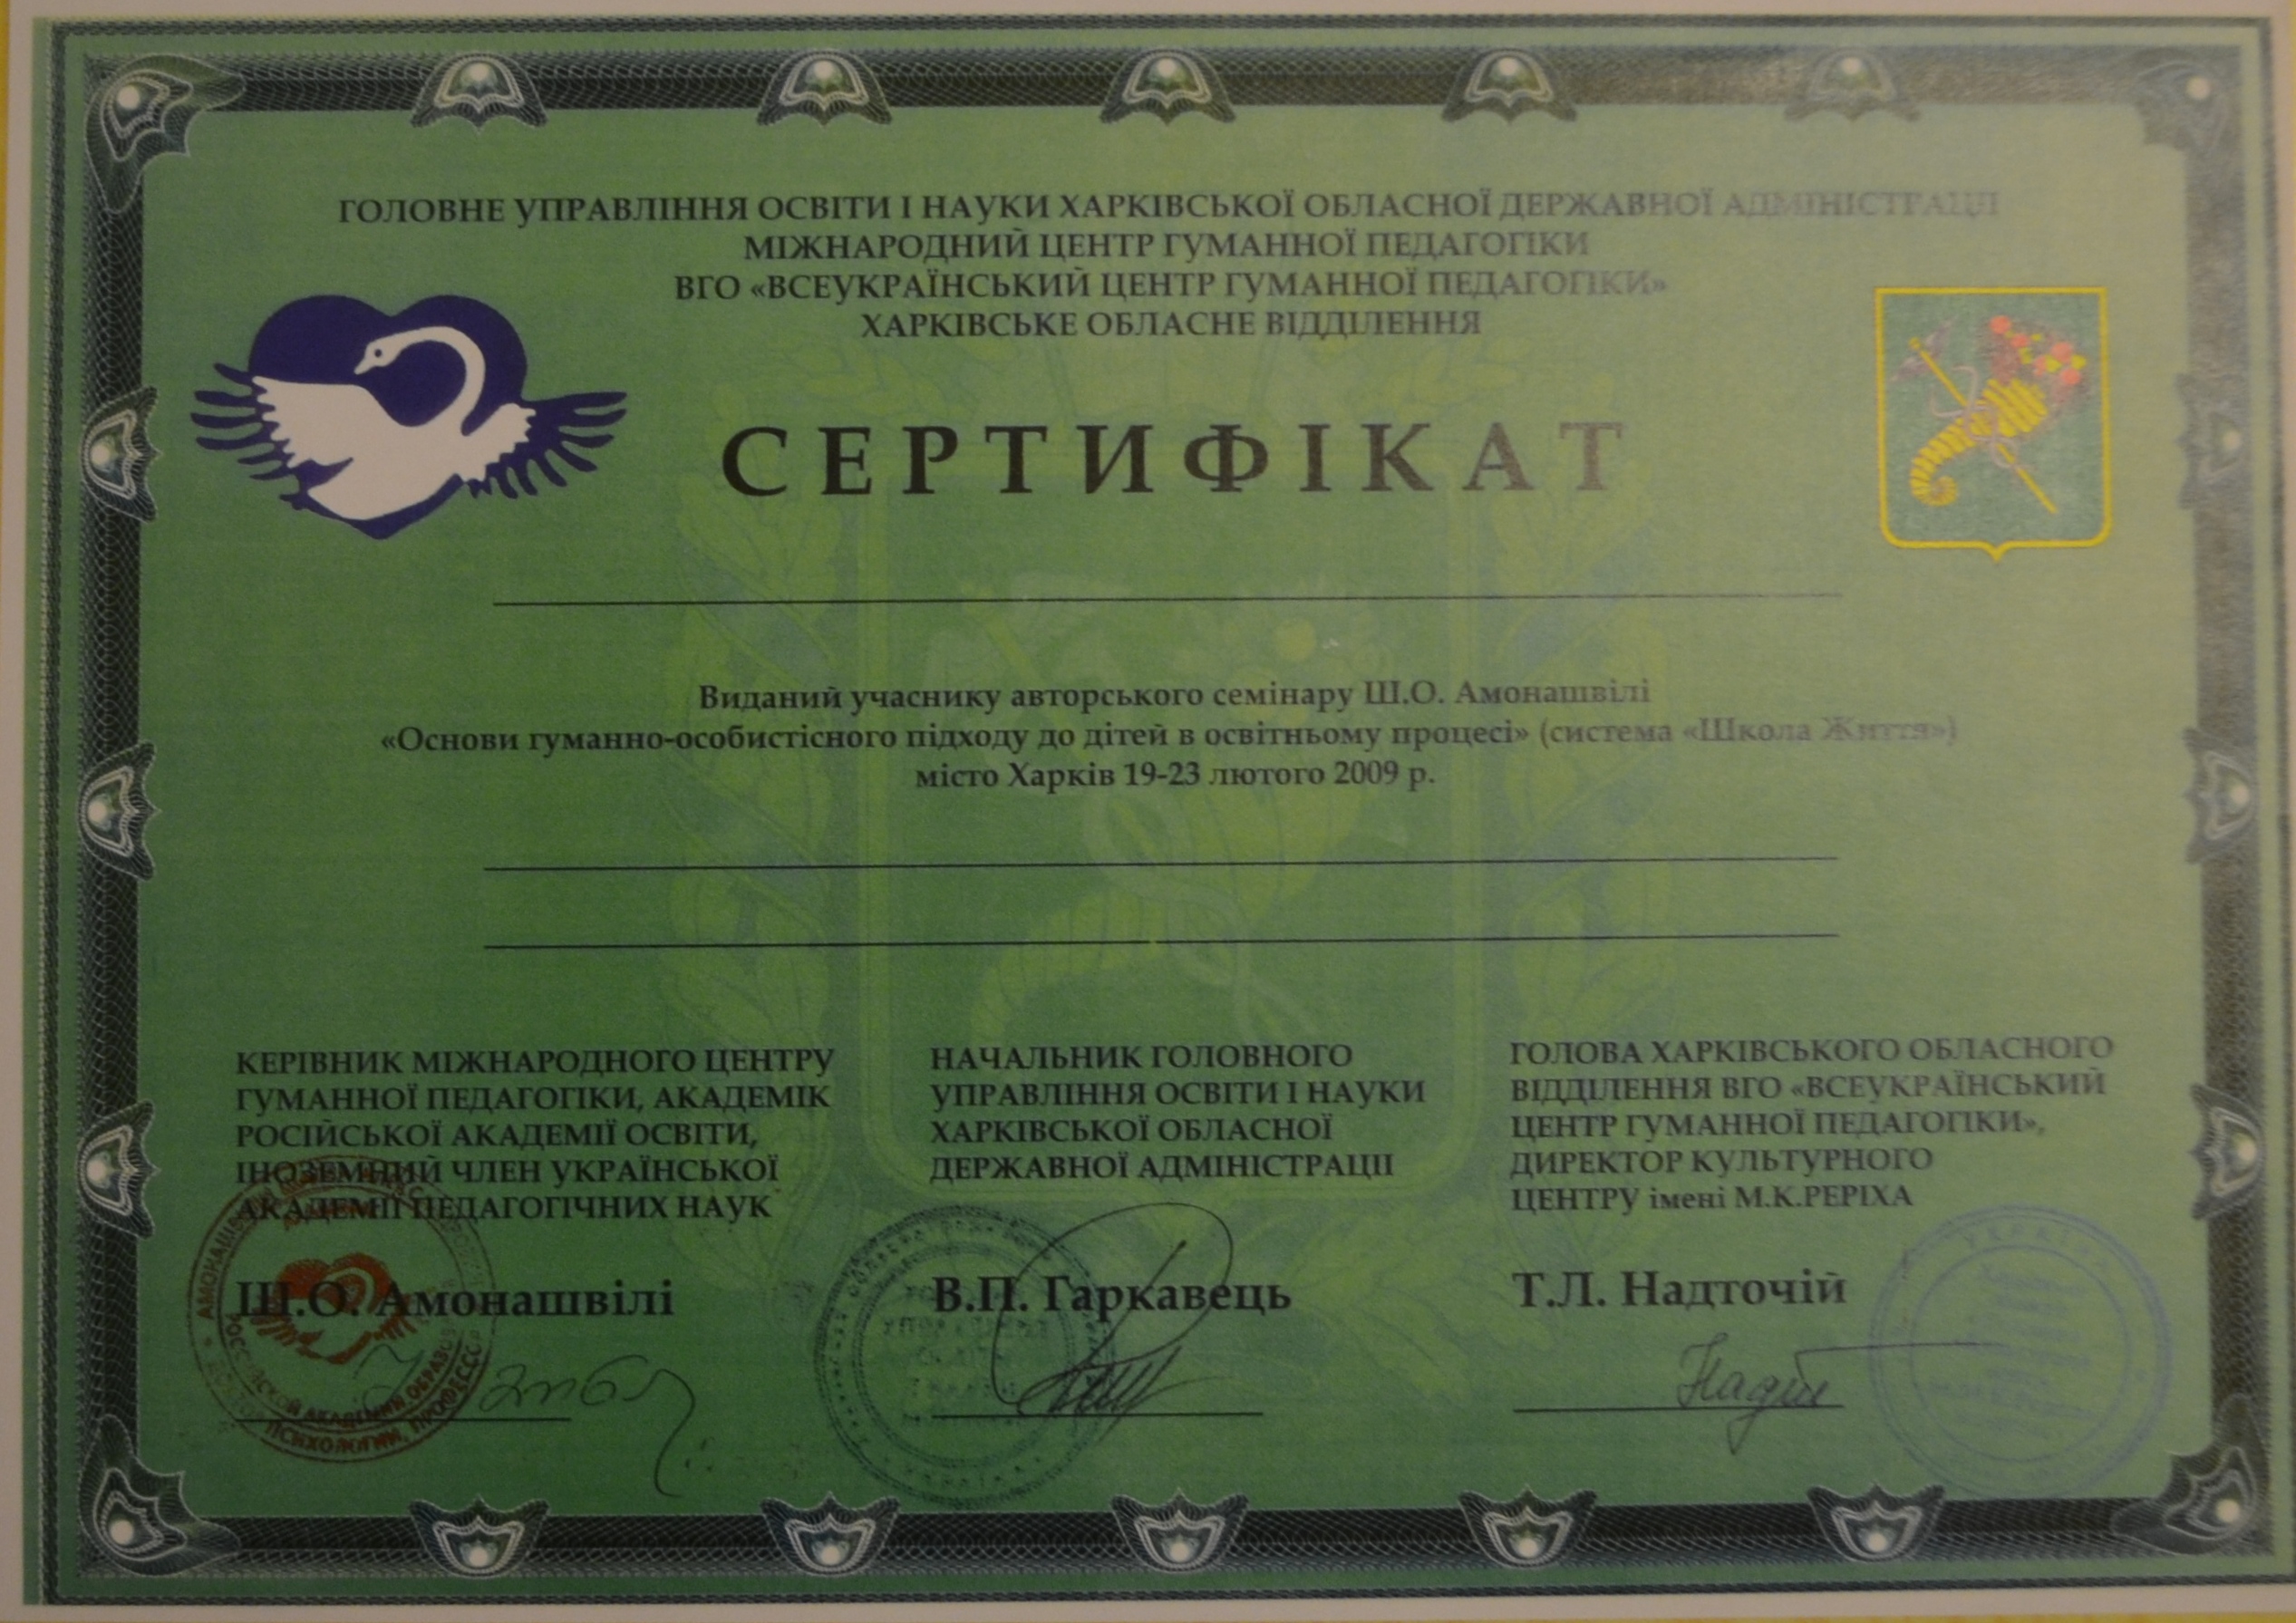 ГОЛОВНЕ УПРАВЛІННЯ ОСВІТИ І НАУКИ ХАРКІВСЬКОЇ ОБЛАСНОЇ ДЕРЖАВНОЇ АДМІНІСТРАЦІЇ
МІЖНАРОДНИЙ ЦЕНТР ГУМАННОЇ ПЕДАГОГІКИ
ВГО «ВСЕУКРАЇНСЬКИЙ ЦЕНТР ГУМАННОЇ ПЕДАГОГІКИ»
ХАРКІВСЬКЕ ОБЛАСНЕ ВІДДІЛЕННЯ
СЕРТИФІКАТ
Виданий учаснику авторського семінару Ш.О. Амонашвілі
«Основи гуманно-особистісного підходу до дітей в освітньому процесі» (система «Школа Життя»)
місто Харків 19-23 лютого 2009 р.
КЕРІВНИК МІЖНАРОДНОГО ЦЕНТРУ
ГУМАННОЇ ПЕДАГОГІКИ, АКАДЕМІК
РОСІЙСЬКОЇ АКАДЕМІЇ ОСВІТИ,
ІНОЗЕМНИЙ ЧЛЕН УКРАЇНСЬКОЇ
АКАДЕМІЇ ПЕДАГОГІЧНИХ НАУК
Ш.О. Амонашвілі
НАЧАЛЬНИК ГОЛОВНОГО
УПРАВЛІННЯ ОСВІТИ І НАУКИ
ХАРКІВСЬКОЇ ОБЛАСНОЇ
ДЕРЖАВНОЇ АДМІНІСТРАЦІЇ
В.П. Гаркавець
ГОЛОВА ХАРКІВСЬКОГО ОБЛАСНОГО
ВІДДІЛЕННЯ ВГО «ВСЕУКРАЇНСЬКИЙ
ЦЕНТР ГУМАННОЇ ПЕДАГОГІКИ»,
ДИРЕКТОР КУЛЬТУРНОГО
ЦЕНТРУ імені М.К.РЕРІХА
Т.Л. Надточій